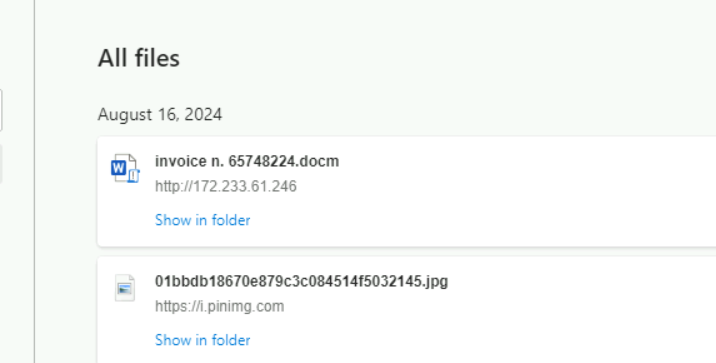 All files
August 16, 2024
invoice n. 65748224.docm
http://172.233.61.246
Show in folder
01bbdb18670e879c3c084514f5032145.jpg
https://i.pinimg.com
Show in folder